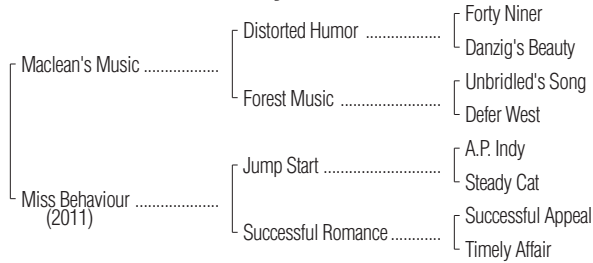 Forty Niner
Distorted Humor ..................
Danzig's Beauty
Maclean's Music ..................
Unbridled's Song
Forest Music ........................
Defer West
A.P. Indy
Jump Start ............................
Steady Cat
Miss Behaviour ....................
(2011)
Successful Appeal
Successful Romance ............
Timely Affair